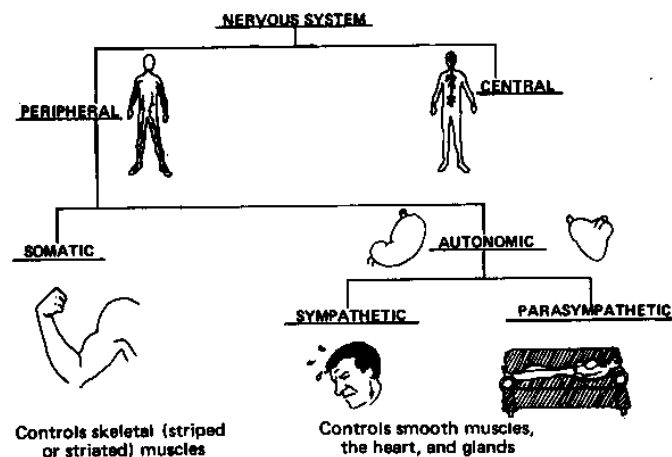 NERVOUS SYSTEM
PERIPHERAL
CENTRAL
SOMATIC
AUTONOMIC
SYMPATHETIC
PARASYMPATHETIC
Controls skeletal (striped
or striated) muscles
Controls smooth muscles,
the heart, and glands